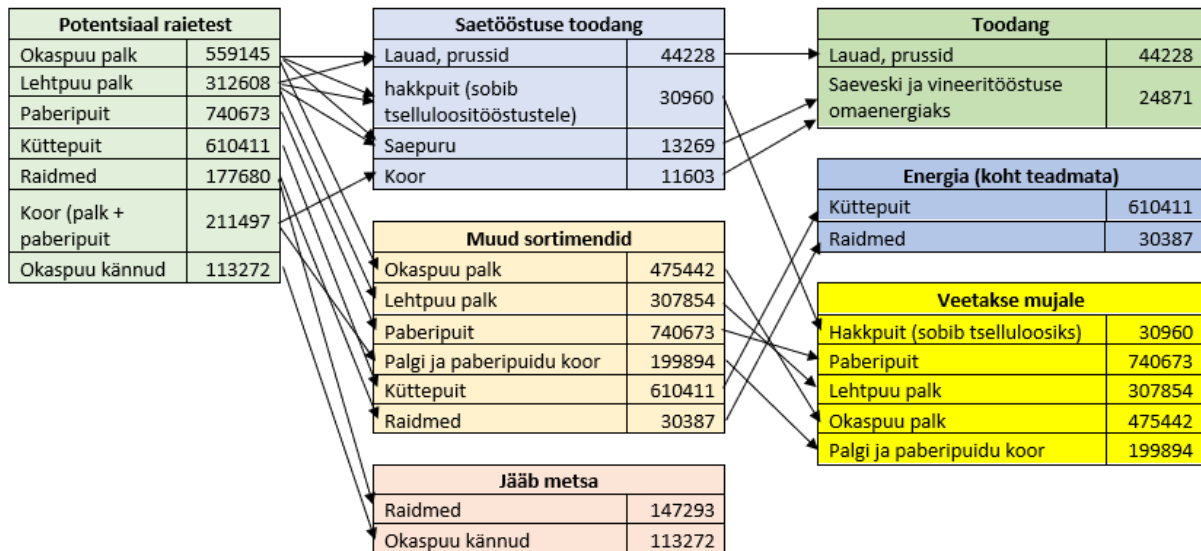 Potentsiaal raietest
Okaspuu palk 559145
Lehtpuu palk 312608
Paberipuit 740673
Küttepuit 610411
Raidmed 177680
Koor (palk +
paberipuit 211497
Okaspuu kännud 113272
Saetööstuse toodang
Lauad, prussid 44228
hakkpuit (sobib
tselluloositööstustele) 30960
Saepuru 13269
Koor 11603
Muud sortimendid
Okaspuu palk 475442
Lehtpuu palk 307854
Paberipuit 740673
Palgi ja paberipuidu koor 199894
Küttepuit 610411
Raidmed 30387
Jääb metsa
Raidmed 147293
Okaspuu kännud 113272
Toodang
Lauad, prussid 44228
Saeveski ja vineeritööstuse
omaenergiaks 24871
Energia (koht teadmata)
Küttepuit 610411
Raidmed 30387
Veetakse mujale
Hakkpuit (sobib tselluloosiks) 30960
Paberipuit 740673
Lehtpuu palk 307854
Okaspuu palk 475442
Palgi ja paberipuidu koor 199894